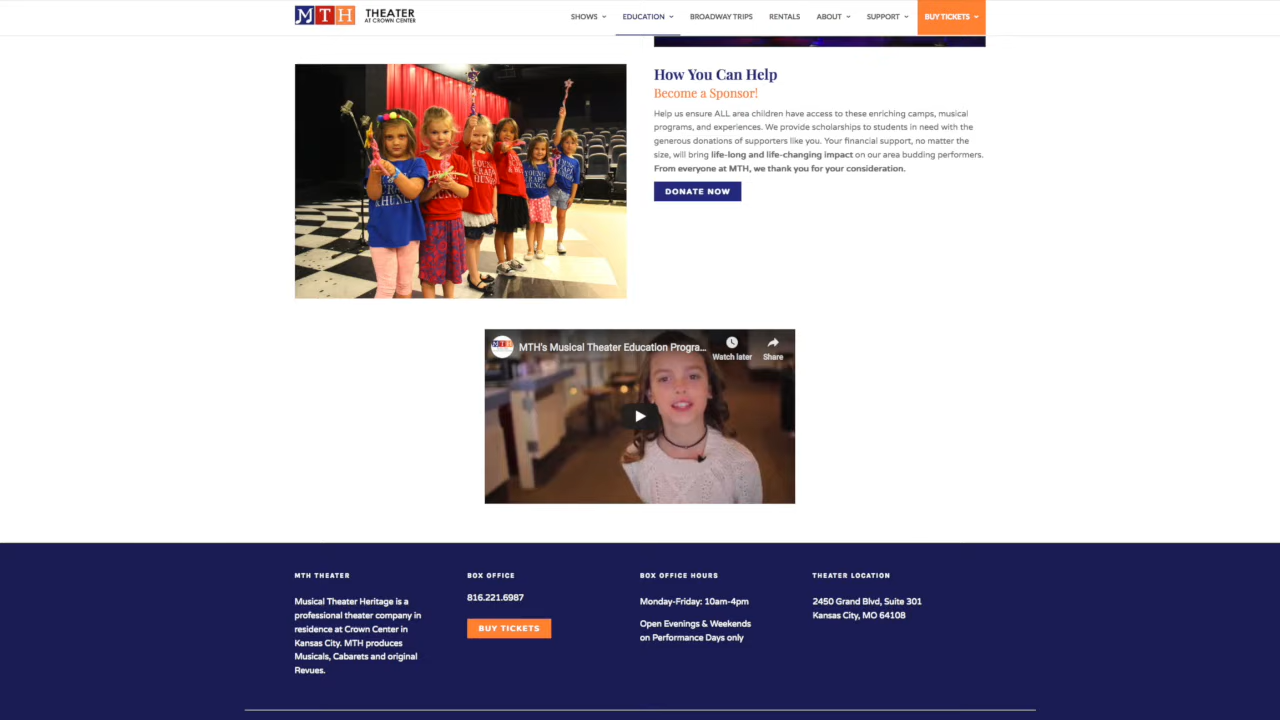 MTH THEATER
AT CROWN CENTER
SHOWS EDUCATION BROADWAY TRIPS RENTALS ABOUT SUPPORT BUY TICKETS
How You Can Help
Become a Sponsor!
Help us ensure ALL area children have access to these enriching camps, musical
programs, and experiences. We provide scholarships to students in need with the
generous donations of supporters like you. Your financial support, no matter the
size, will bring life-long and life-changing impact on our area budding performers.
From everyone at MTH, we thank you for your consideration.
DONATE NOW
MTH
MTH's Musical Theater Education Progra...
Watch later
Share
MTH THEATER
Musical Theater Heritage is a
professional theater company in
residence at Crown Center in
Kansas City. MTH produces
Musicals, Cabarets and original
Revues.
BOX OFFICE
816.221.6987
BUY TICKETS
BOX OFFICE HOURS
Monday-Friday: 10am-4pm
Open Evenings & Weekends
on Performance Days only
THEATER LOCATION
2450 Grand Blvd, Suite 301
Kansas City, MO 64108